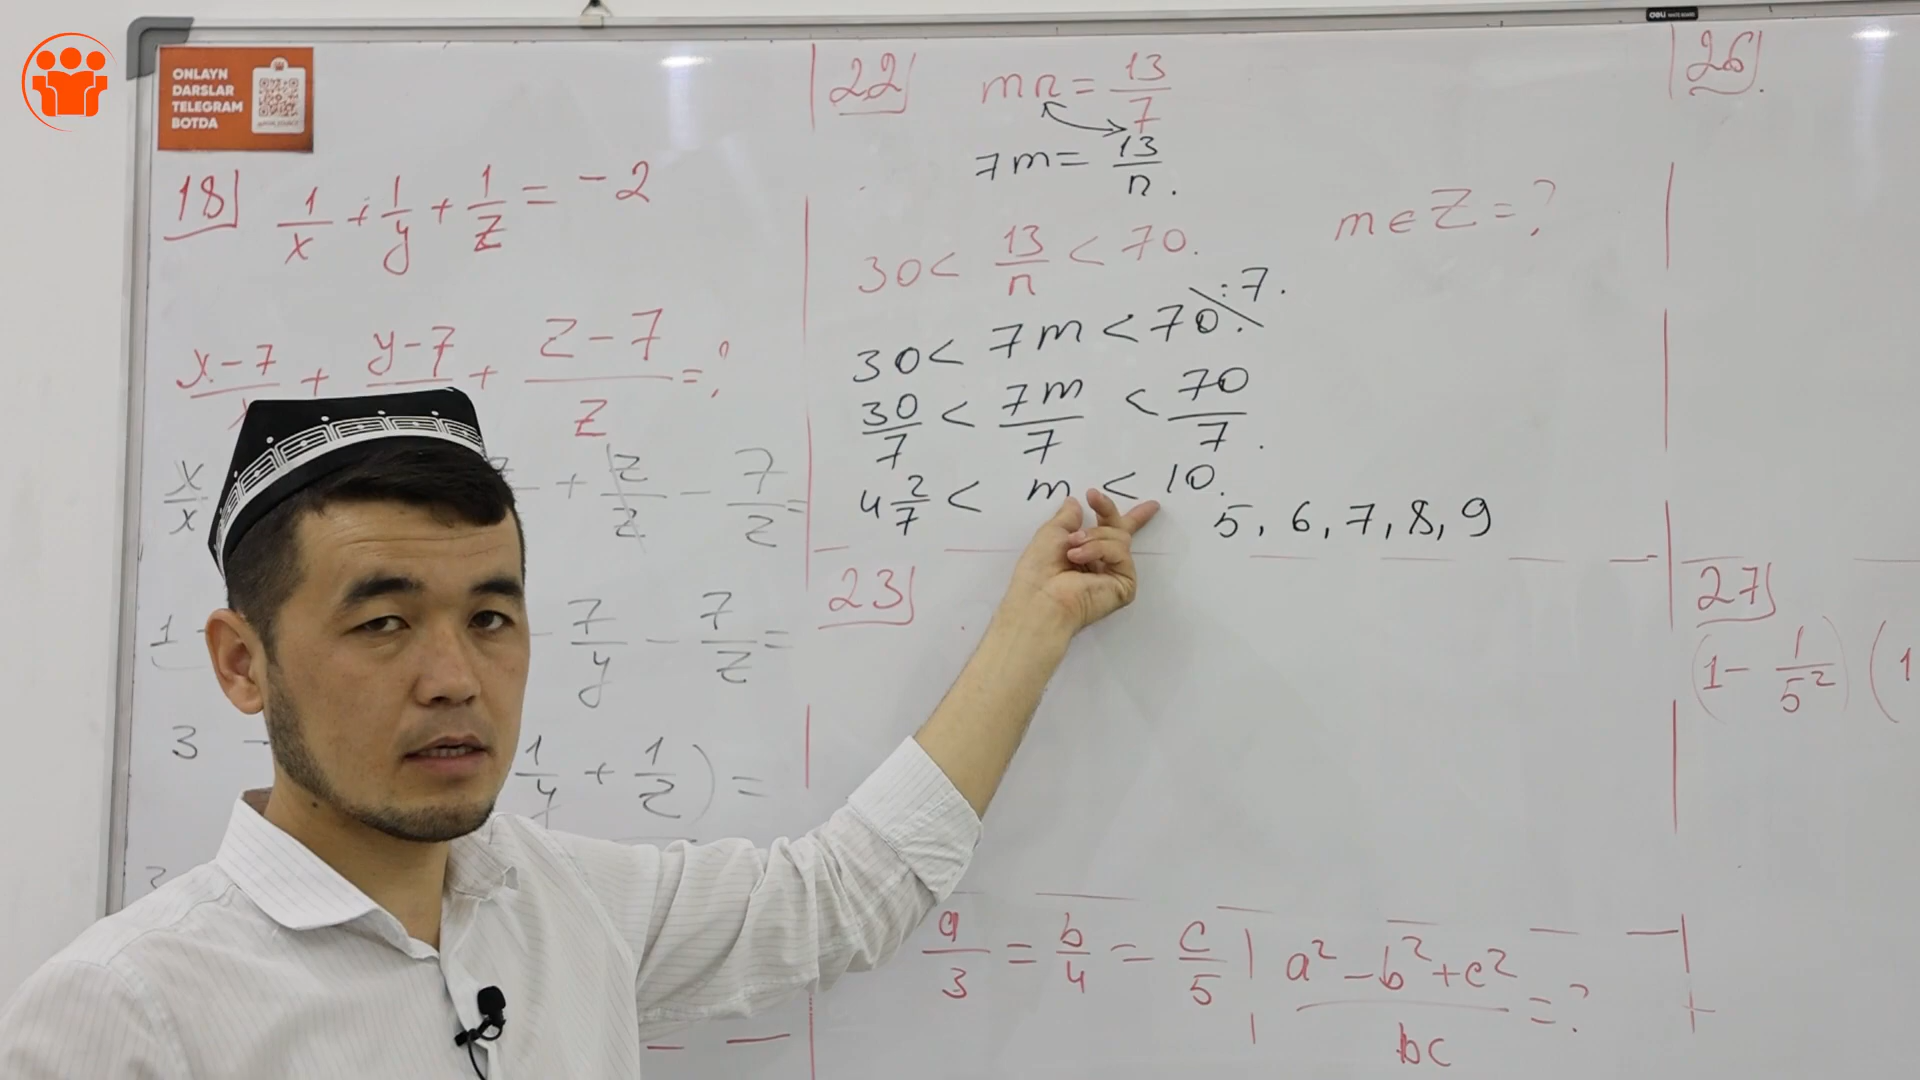 ONLAYN
DARSLAR
TELEGRAM
BOTDA
18] 1/x + 1/y + 1/z = -2
x-7/x + y-7/ + z-7/z = ?
x/x + z/z - 7/z =
1 - 7/y - 7/z =
3 - 1/y + 1/z) =
22] mn = 13/7
7m = 13/n.
30 < 13/n < 70. m ∈ Z = ?
30 < 7m < 70. :7.
30/7 < 7m/7 < 70/7.
4 2/7 < m < 10.
5, 6, 7, 8, 9
23]
a/3 = b/4 = c/5 | a²-b²+c²/bc = ?
26].
27]
(1 - 1/5²) (1